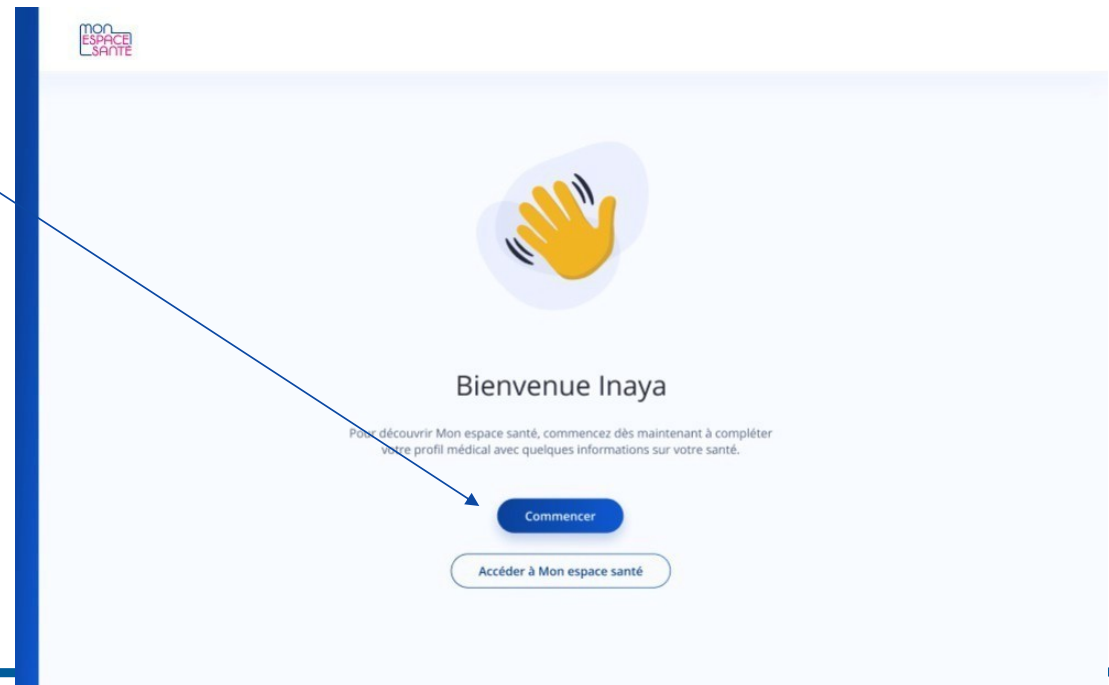 mon
ESPACE
SANTÉ
Bienvenue Inaya
Pour découvrir Mon espace santé, commencez dès maintenant à compléter
votre profil médical avec quelques informations sur votre santé.
Commencer
Accéder à Mon espace santé